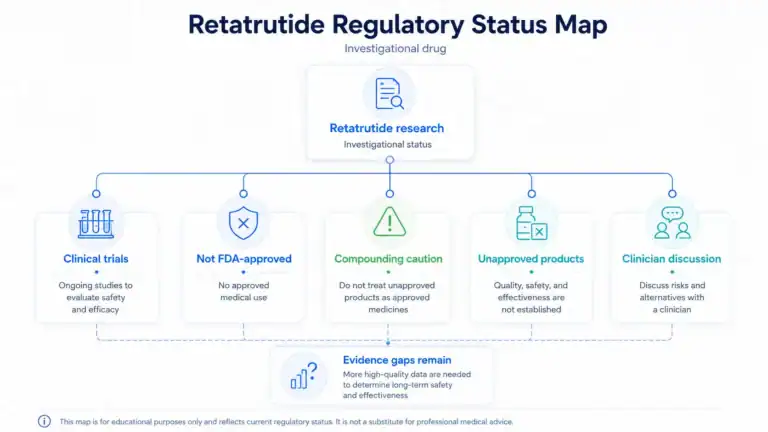 Retatrutide Regulatory Status Map
Investigational drug
Retatrutide research
Investigational status
Clinical trials
Ongoing studies to
evaluate safety
and efficacy
Not FDA-approved
No approved
medical use
Compounding caution
Do not treat unapproved
products as approved
medicines
Unapproved products
Quality, safety, and
effectiveness are
not established
Clinician discussion
Discuss risks and
alternatives with
a clinician
Evidence gaps remain
More high-quality data are needed
to determine long-term safety
and effectiveness
This map is for educational purposes only and reflects current regulatory status. It is not a substitute for professional medical advice.